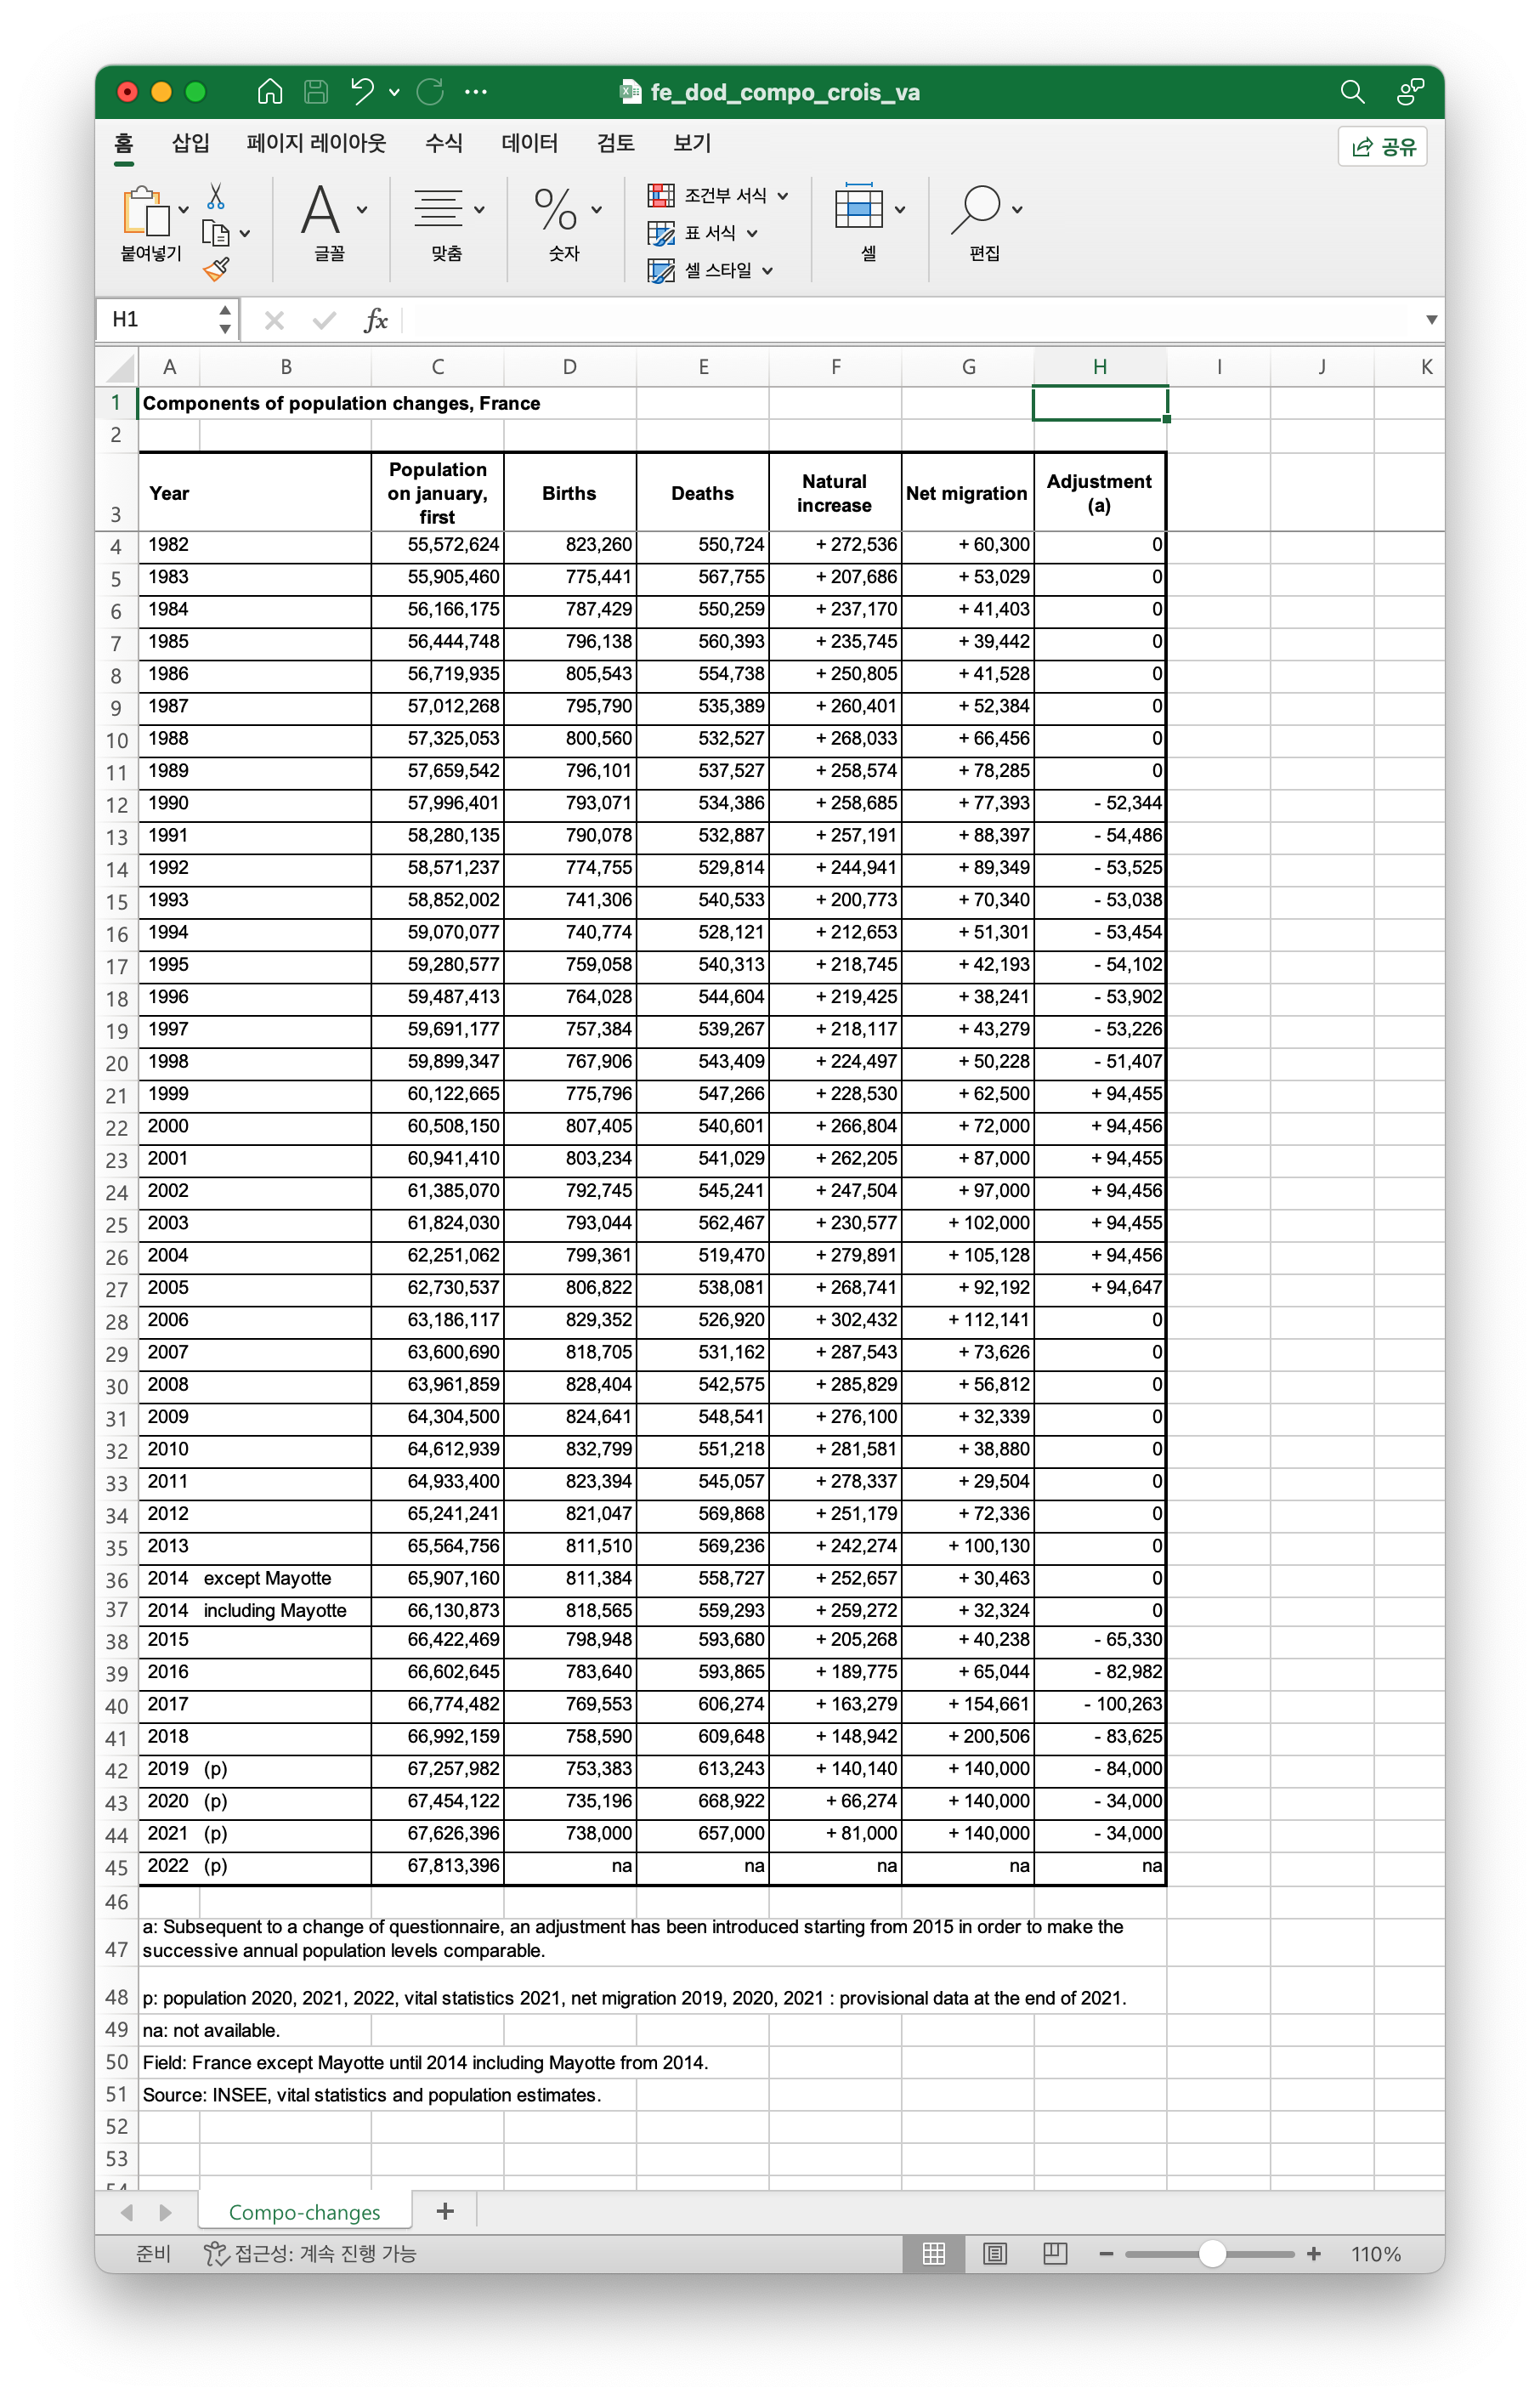 fe_dod_compo_crois_va
홈 삽입 페이지 레이아웃 수식 데이터 검토 보기 공유
붙여넣기 글꼴 맞춤 숫자 조건부 서식 표 서식 셀 스타일 셀 편집
H1 fx
A B C D E F G H I J K
1 Components of population changes, France
2
3 Year Population on january, first Births Deaths Natural increase Net migration Adjustment (a)
4 1982 55,572,624 823,260 550,724 + 272,536 + 60,300 0
5 1983 55,905,460 775,441 567,755 + 207,686 + 53,029 0
6 1984 56,166,175 787,429 550,259 + 237,170 + 41,403 0
7 1985 56,444,748 796,138 560,393 + 235,745 + 39,442 0
8 1986 56,719,935 805,543 554,738 + 250,805 + 41,528 0
9 1987 57,012,268 795,790 535,389 + 260,401 + 52,384 0
10 1988 57,325,053 800,560 532,527 + 268,033 + 66,456 0
11 1989 57,659,542 796,101 537,527 + 258,574 + 78,285 0
12 1990 57,996,401 793,071 534,386 + 258,685 + 77,393 - 52,344
13 1991 58,280,135 790,078 532,887 + 257,191 + 88,397 - 54,486
14 1992 58,571,237 774,755 529,814 + 244,941 + 89,349 - 53,525
15 1993 58,852,002 741,306 540,533 + 200,773 + 70,340 - 53,038
16 1994 59,070,077 740,774 528,121 + 212,653 + 51,301 - 53,454
17 1995 59,280,577 759,058 540,313 + 218,745 + 42,193 - 54,102
18 1996 59,487,413 764,028 544,604 + 219,425 + 38,241 - 53,902
19 1997 59,691,177 757,384 539,267 + 218,117 + 43,279 - 53,226
20 1998 59,899,347 767,906 543,409 + 224,497 + 50,228 - 51,407
21 1999 60,122,665 775,796 547,266 + 228,530 + 62,500 + 94,455
22 2000 60,508,150 807,405 540,601 + 266,804 + 72,000 + 94,456
23 2001 60,941,410 803,234 541,029 + 262,205 + 87,000 + 94,455
24 2002 61,385,070 792,745 545,241 + 247,504 + 97,000 + 94,456
25 2003 61,824,030 793,044 562,467 + 230,577 + 102,000 + 94,455
26 2004 62,251,062 799,361 519,470 + 279,891 + 105,128 + 94,456
27 2005 62,730,537 806,822 538,081 + 268,741 + 92,192 + 94,647
28 2006 63,186,117 829,352 526,920 + 302,432 + 112,141 0
29 2007 63,600,690 818,705 531,162 + 287,543 + 73,626 0
30 2008 63,961,859 828,404 542,575 + 285,829 + 56,812 0
31 2009 64,304,500 824,641 548,541 + 276,100 + 32,339 0
32 2010 64,612,939 832,799 551,218 + 281,581 + 38,880 0
33 2011 64,933,400 823,394 545,057 + 278,337 + 29,504 0
34 2012 65,241,241 821,047 569,868 + 251,179 + 72,336 0
35 2013 65,564,756 811,510 569,236 + 242,274 + 100,130 0
36 2014 except Mayotte 65,907,160 811,384 558,727 + 252,657 + 30,463 0
37 2014 including Mayotte 66,130,873 818,565 559,293 + 259,272 + 32,324 0
38 2015 66,422,469 798,948 593,680 + 205,268 + 40,238 - 65,330
39 2016 66,602,645 783,640 593,865 + 189,775 + 65,044 - 82,982
40 2017 66,774,482 769,553 606,274 + 163,279 + 154,661 - 100,263
41 2018 66,992,159 758,590 609,648 + 148,942 + 200,506 - 83,625
42 2019 (p) 67,257,982 753,383 613,243 + 140,140 + 140,000 - 84,000
43 2020 (p) 67,454,122 735,196 668,922 + 66,274 + 140,000 - 34,000
44 2021 (p) 67,626,396 738,000 657,000 + 81,000 + 140,000 - 34,000
45 2022 (p) 67,813,396 na na na na na
46
47 a: Subsequent to a change of questionnaire, an adjustment has been introduced starting from 2015 in order to make the
successive annual population levels comparable.
48 p: population 2020, 2021, 2022, vital statistics 2021, net migration 2019, 2020, 2021 : provisional data at the end of 2021.
49 na: not available.
50 Field: France except Mayotte until 2014 including Mayotte from 2014.
51 Source: INSEE, vital statistics and population estimates.
52
53
54
Compo-changes
준비 접근성: 계속 진행 가능 110%